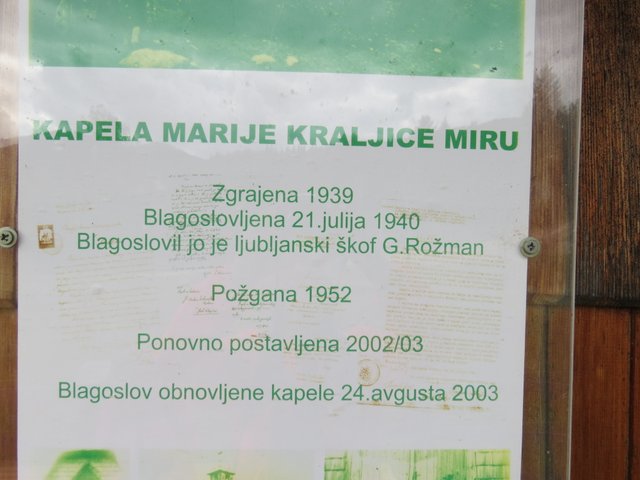 KAPELA MARIJE KRALJICE MIRU
Zgrajena 1939
Blagoslovljena 21.julija 1940
Blagoslovil jo je ljubljanski škof G.Rožman
Požgana 1952
Ponovno postavljena 2002/03
Blagoslov obnovljene kapele 24.avgusta 2003